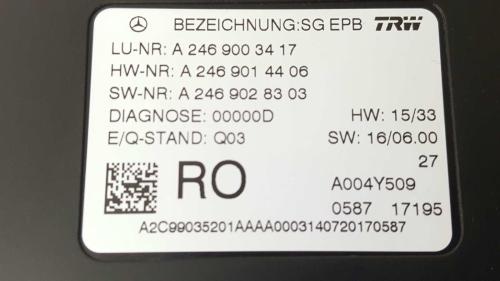 BEZEICHNUNG:SG EPB TRW
LU-NR: A 246 900 34 17
HW-NR: A 246 901 44 06
SW-NR: A 246 902 83 03
DIAGNOSE: 00000D HW: 15/33
E/Q-STAND: Q03 SW: 16/06.00
27
RO A004Y509
0587 17195
A2C99035201AAAA0003140720170587